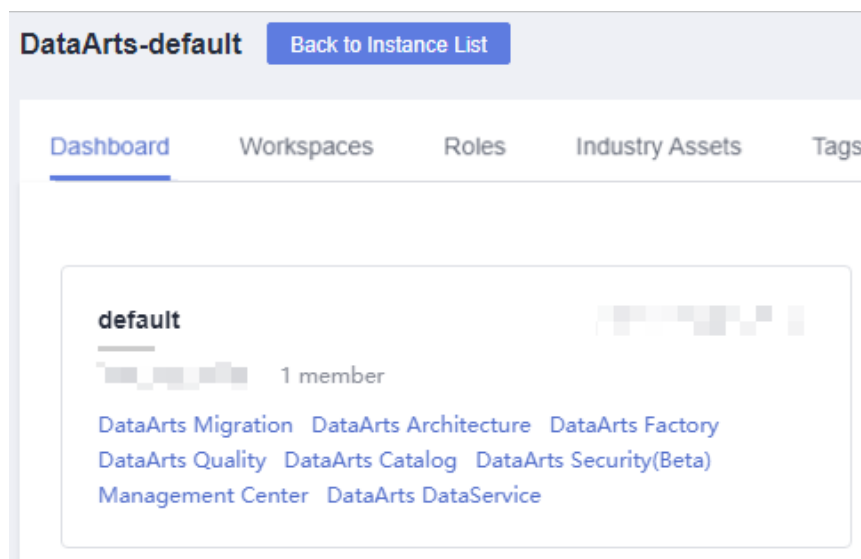 DataArts-default Back to Instance List
Dashboard Workspaces Roles Industry Assets Tags
default
1 member
DataArts Migration DataArts Architecture DataArts Factory
DataArts Quality DataArts Catalog DataArts Security(Beta)
Management Center DataArts DataService